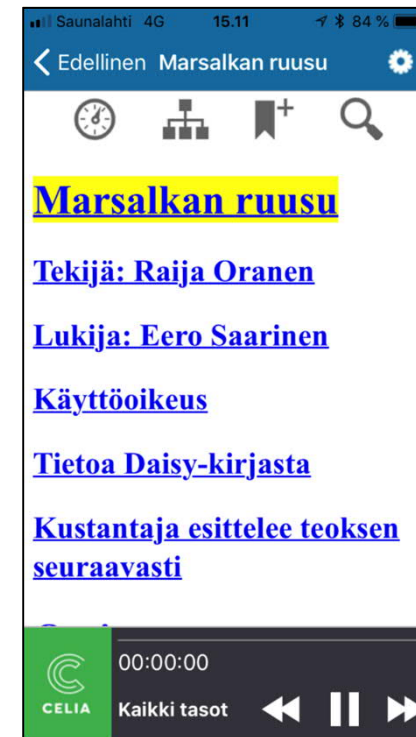 Saunalahti 4G 15.11 84 %
Edellinen Marsalkan ruusu
Marsalkan ruusu
Tekijä: Raija Oranen
Lukija: Eero Saarinen
Käyttöoikeus
Tietoa Daisy-kirjasta
Kustantaja esittelee teoksen
seuraavasti
00:00:00
CELIA
Kaikki tasot